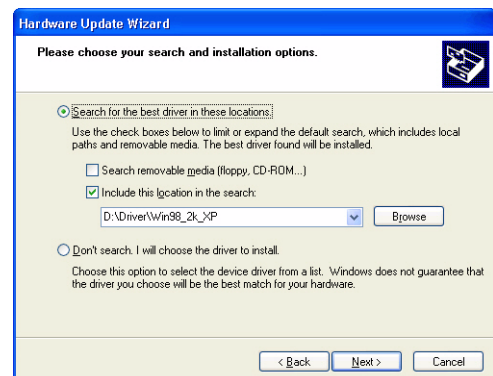 Hardware Update Wizard
Please choose your search and installation options.
Search for the best driver in these locations.
Use the check boxes below to limit or expand the default search, which includes local
paths and removable media. The best driver found will be installed.
Search removable media (floppy, CD-ROM...)
Include this location in the search:
D:\Driver\Win98_2k_XP
Browse
Don't search. I will choose the driver to install.
Choose this option to select the device driver from a list. Windows does not guarantee that
the driver you choose will be the best match for your hardware.
< Back Next > Cancel